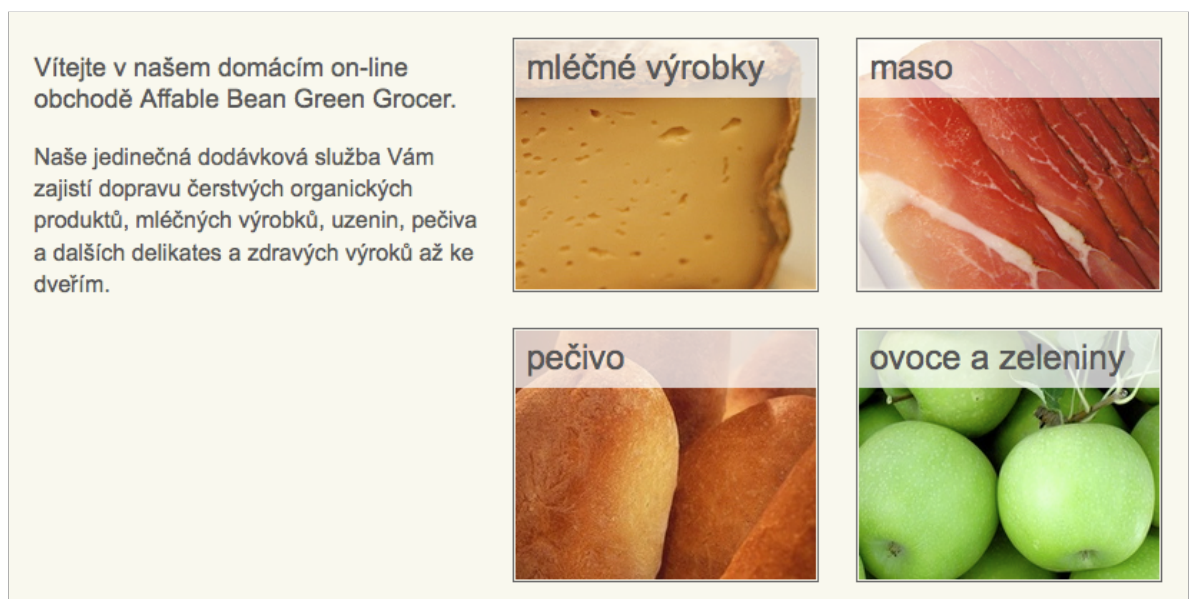 Vítejte v našem domácím on-line
obchodě Affable Bean Green Grocer.
Naše jedinečná dodávková služba Vám
zajistí dopravu čerstvých organických
produktů, mléčných výrobků, uzenin, pečiva
a dalších delikates a zdravých výroků až ke
dveřím.
mléčné výrobky
maso
pečivo
ovoce a zeleniny